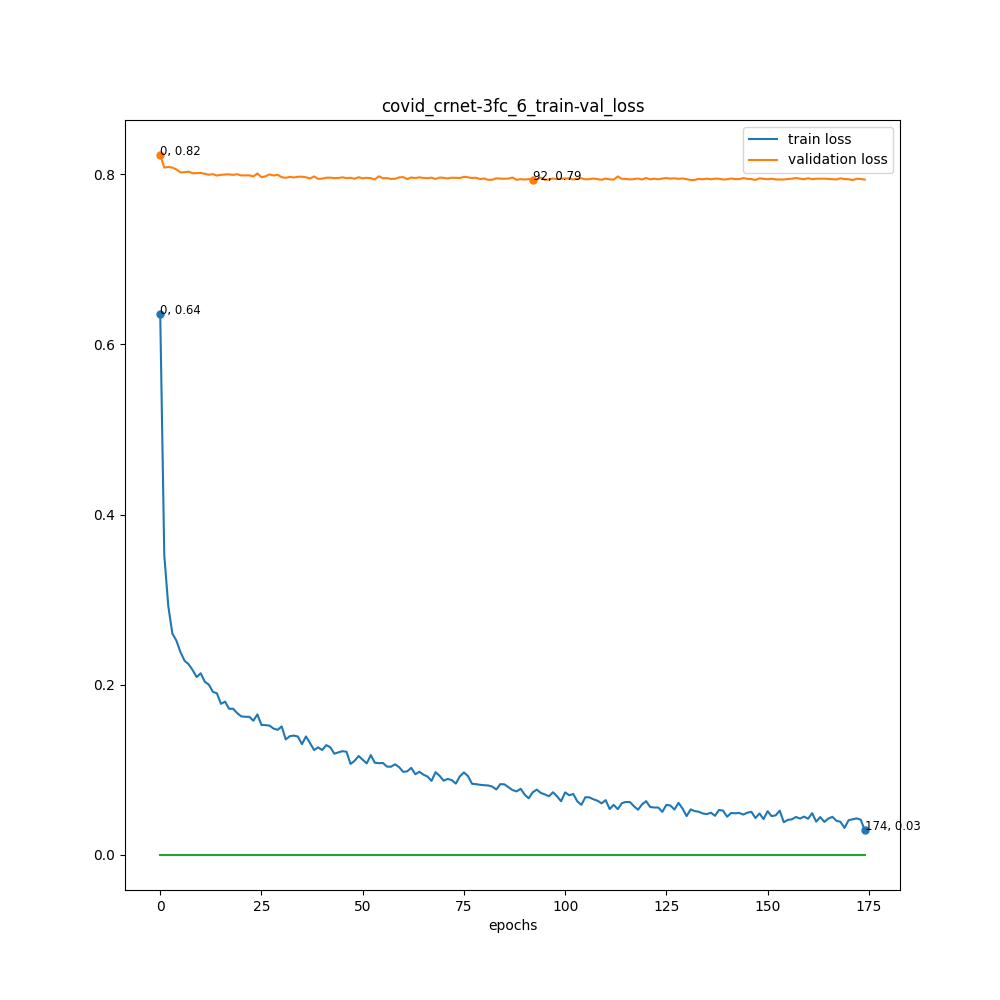 covid_crnet-3fc_6_train-val_loss
train loss
validation loss
0, 0.82
92, 0.79
0, 0.64
174, 0.03
0.8
0.6
0.4
0.2
0.0
0 25 50 75 100 125 150 175
epochs